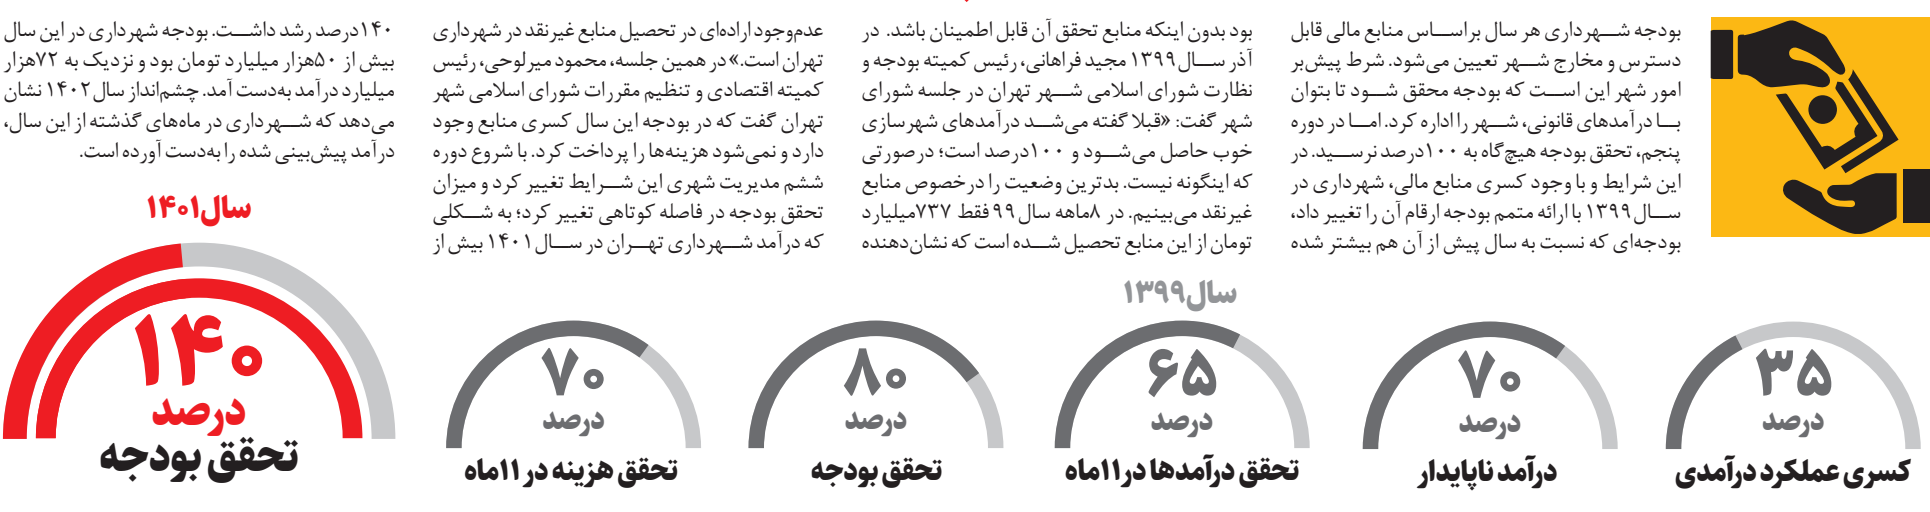 بودجه شهرداری هر سال براساس منابع مالی قابل
دسترس و مخارج شهر تعیین می‌شود. شرط پیش‌بر
امور شهر این است که بودجه محقق شود تا بتوان
با درآمدهای قانونی، شهر را اداره کرد. اما در دوره
پنجم، تحقق بودجه هیچ‌گاه به ۱۰۰درصد نرسید. در
این شرایط و با وجود کسری منابع مالی، شهرداری در
سال۱۳۹۹ با ارائه متمم بودجه ارقام آن را تغییر داد،
بودجه‌ای که نسبت به سال پیش از آن هم بیشتر شده
بود بدون اینکه منابع تحقق آن قابل اطمینان باشد. در
آذر سال۱۳۹۹ مجید فراهانی، رئیس کمیته بودجه و
نظارت شورای اسلامی شهر تهران در جلسه شورای
شهر گفت: «قبلا گفته می‌شد درآمدهای شهرسازی
خوب حاصل می‌شود و ۱۰۰درصد است؛ درصورتی
که اینگونه نیست. بدترین وضعیت را درخصوص منابع
غیرنقد می‌بینیم. در ۸ماهه سال ۹۹ فقط ۷۳۷میلیارد
تومان از این منابع تحصیل شده است که نشان‌دهنده
عدم‌وجود اراده‌ای در تحصیل منابع غیرنقد در شهرداری
تهران است.» در همین جلسه، محمود میرلوحی، رئیس
کمیته اقتصادی و تنظیم مقررات شورای اسلامی شهر
تهران گفت که در بودجه این سال کسری منابع وجود
دارد و نمی‌شود هزینه‌ها را پرداخت کرد. با شروع دوره
ششم مدیریت شهری این شرایط تغییر کرد و میزان
تحقق بودجه در فاصله کوتاهی تغییر کرد؛ به شکلی
که درآمد شهرداری تهران در سال۱۴۰۱ بیش از
۱۴۰درصد رشد داشت. بودجه شهرداری در این سال
بیش از ۵۰هزار میلیارد تومان بود و نزدیک به ۷۲هزار
میلیارد درآمد به‌دست آمد. چشم‌انداز سال۱۴۰۲ نشان
می‌دهد که شهرداری در ماه‌های گذشته از این سال،
درآمد پیش‌بینی شده را به‌دست آورده است.
سال۱۳۹۹
۳۵
درصد
کسری عملکرد درآمدی
۷۰
درصد
درآمد ناپایدار
۶۵
درصد
تحقق درآمدها در۱۱ماه
۸۰
درصد
تحقق بودجه
۷۰
درصد
تحقق هزینه در ۱۱ماه
سال۱۴۰۱
۱۴۰
درصد
تحقق بودجه